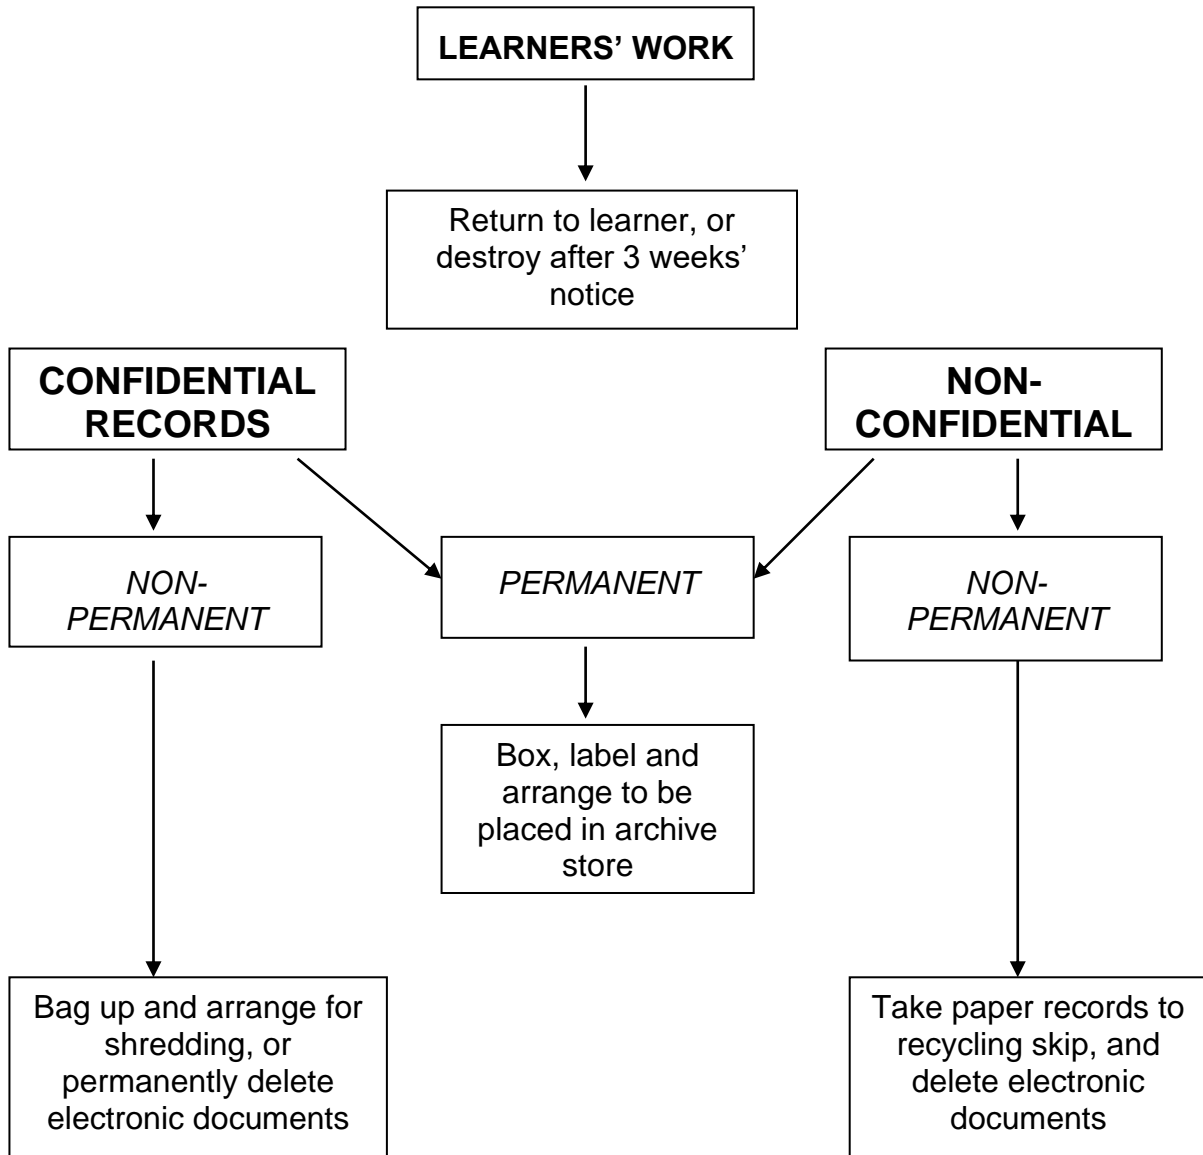 LEARNERS’ WORK
Return to learner, or
destroy after 3 weeks’
notice
CONFIDENTIAL
RECORDS
NON-
CONFIDENTIAL
NON-
PERMANENT
PERMANENT
NON-
PERMANENT
Box, label and
arrange to be
placed in archive
store
Bag up and arrange for
shredding, or
permanently delete
electronic documents
Take paper records to
recycling skip, and
delete electronic
documents